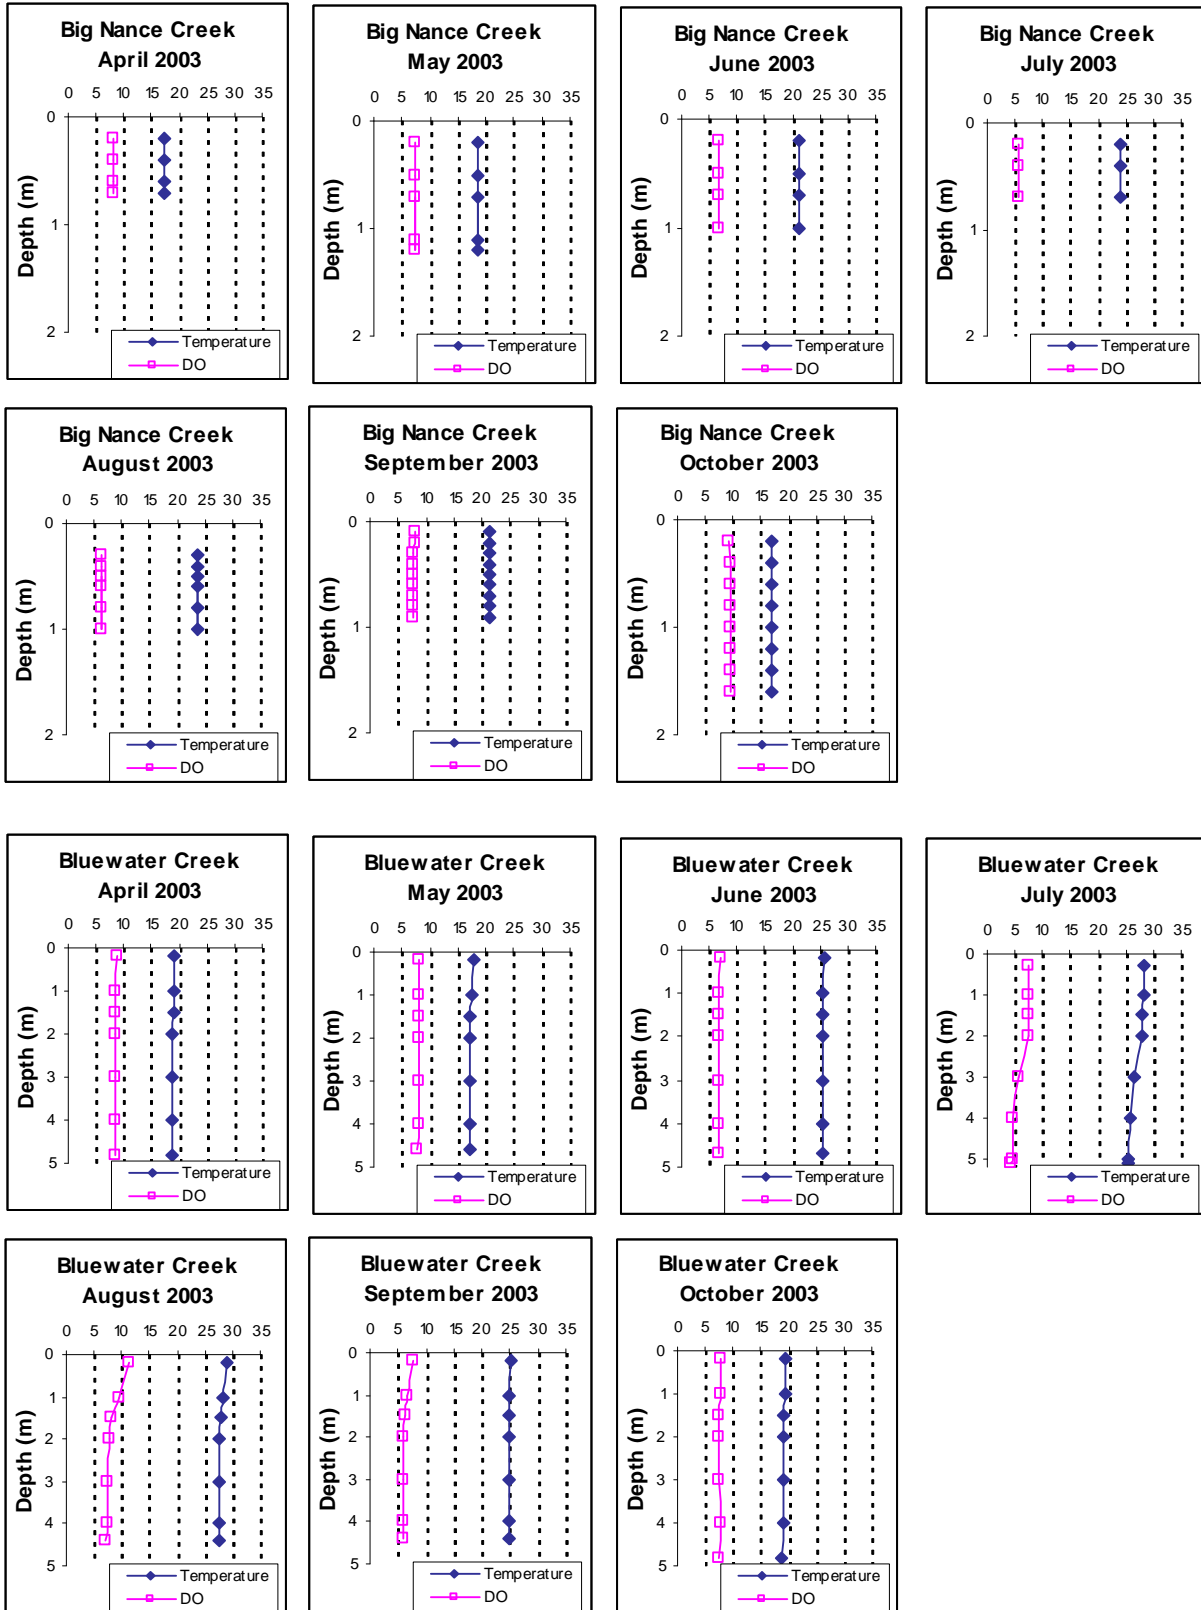 Big Nance Creek
April 2003
0 5 10 15 20 25 30 35
0
1
2
Depth (m)
Temperature
DO
Big Nance Creek
May 2003
0 5 10 15 20 25 30 35
0
1
2
Depth (m)
Temperature
DO
Big Nance Creek
June 2003
0 5 10 15 20 25 30 35
0
1
2
Depth (m)
Temperature
DO
Big Nance Creek
July 2003
0 5 10 15 20 25 30 35
0
1
2
Depth (m)
Temperature
DO
Big Nance Creek
August 2003
0 5 10 15 20 25 30 35
0
1
2
Depth (m)
Temperature
DO
Big Nance Creek
September 2003
0 5 10 15 20 25 30 35
0
1
2
Depth (m)
Temperature
DO
Big Nance Creek
October 2003
0 5 10 15 20 25 30 35
0
1
2
Depth (m)
Temperature
DO
Bluewater Creek
April 2003
0 5 10 15 20 25 30 35
0
1
2
3
4
5
Depth (m)
Temperature
DO
Bluewater Creek
May 2003
0 5 10 15 20 25 30 35
0
1
2
3
4
5
Depth (m)
Temperature
DO
Bluewater Creek
June 2003
0 5 10 15 20 25 30 35
0
1
2
3
4
5
Depth (m)
Temperature
DO
Bluewater Creek
July 2003
0 5 10 15 20 25 30 35
0
1
2
3
4
5
Depth (m)
Temperature
DO
Bluewater Creek
August 2003
0 5 10 15 20 25 30 35
0
1
2
3
4
5
Depth (m)
Temperature
DO
Bluewater Creek
September 2003
0 5 10 15 20 25 30 35
0
1
2
3
4
5
Depth (m)
Temperature
DO
Bluewater Creek
October 2003
0 5 10 15 20 25 30 35
0
1
2
3
4
5
Depth (m)
Temperature
DO